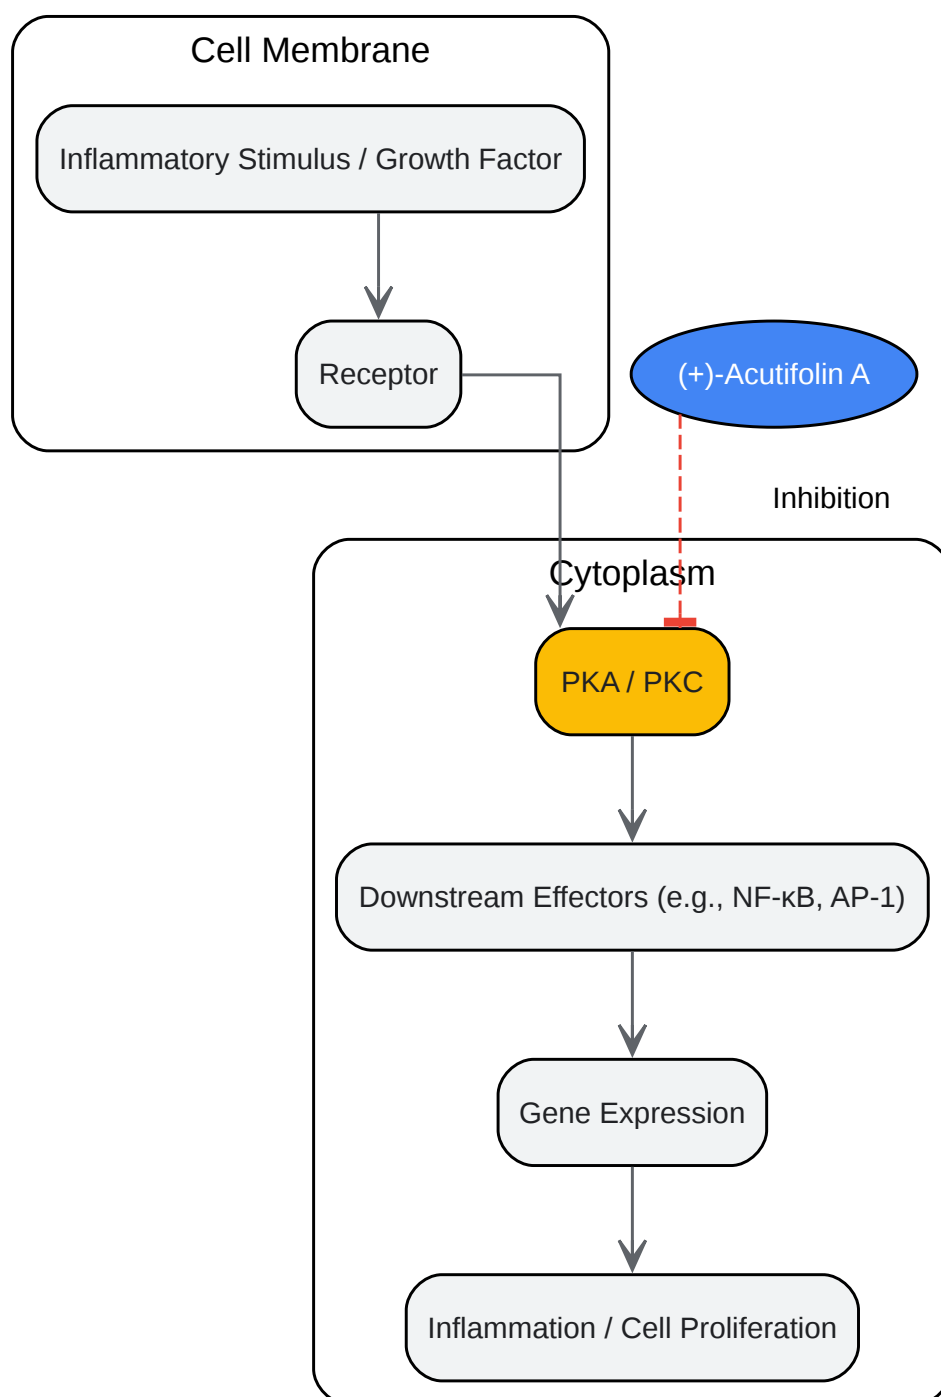 Cell Membrane
Inflammatory Stimulus / Growth Factor
Receptor
(+)-Acutifolin A
Inhibition
Cytoplasm
PKA / PKC
Downstream Effectors (e.g., NF-κB, AP-1)
Gene Expression
Inflammation / Cell Proliferation